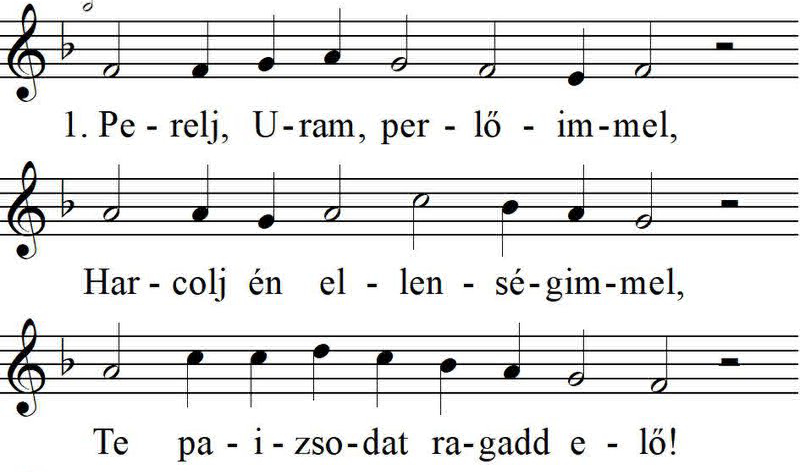 1. Pe - relj, U - ram, per - lő - im - mel,
Har - colj én el - len - sé - gim - mel,
Te pa - i - zso - dat ra - gadd e - lő!